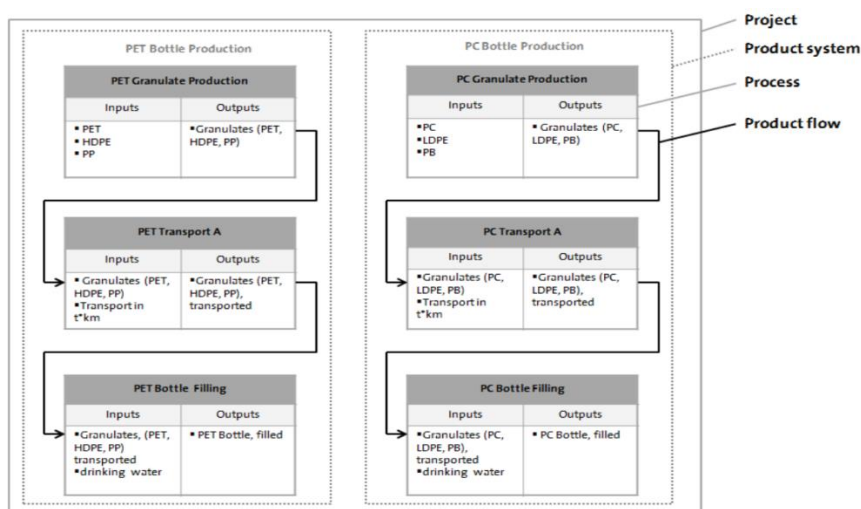 Project
Product system
Process
Product flow
PET Bottle Production
PET Granulate Production
Inputs
Outputs
▪ PET
▪ HDPE
▪ PP
▪Granulates (PET,
HDPE, PP)
PET Transport A
Inputs
Outputs
▪Granulates (PET,
HDPE, PP)
▪Transport in
t*km
▪Granulates (PET,
HDPE, PP),
transported
PET Bottle Filling
Inputs
Outputs
▪Granulates, (PET,
HDPE, PP)
transported
▪drinking water
▪ PET Bottle, filled
PC Bottle Production
PC Granulate Production
Inputs
Outputs
▪PC
▪LDPE
▪PB
▪ Granulates (PC,
LDPE, PB)
PC Transport A
Inputs
Outputs
▪Granulates (PC,
LDPE, PB)
▪Transport in
t*km
▪Granulates (PC,
LDPE, PB),
transported
PC Bottle Filling
Inputs
Outputs
▪Granulates (PC,
LDPE, PB),
transported
▪drinking water
▪ PC Bottle, filled